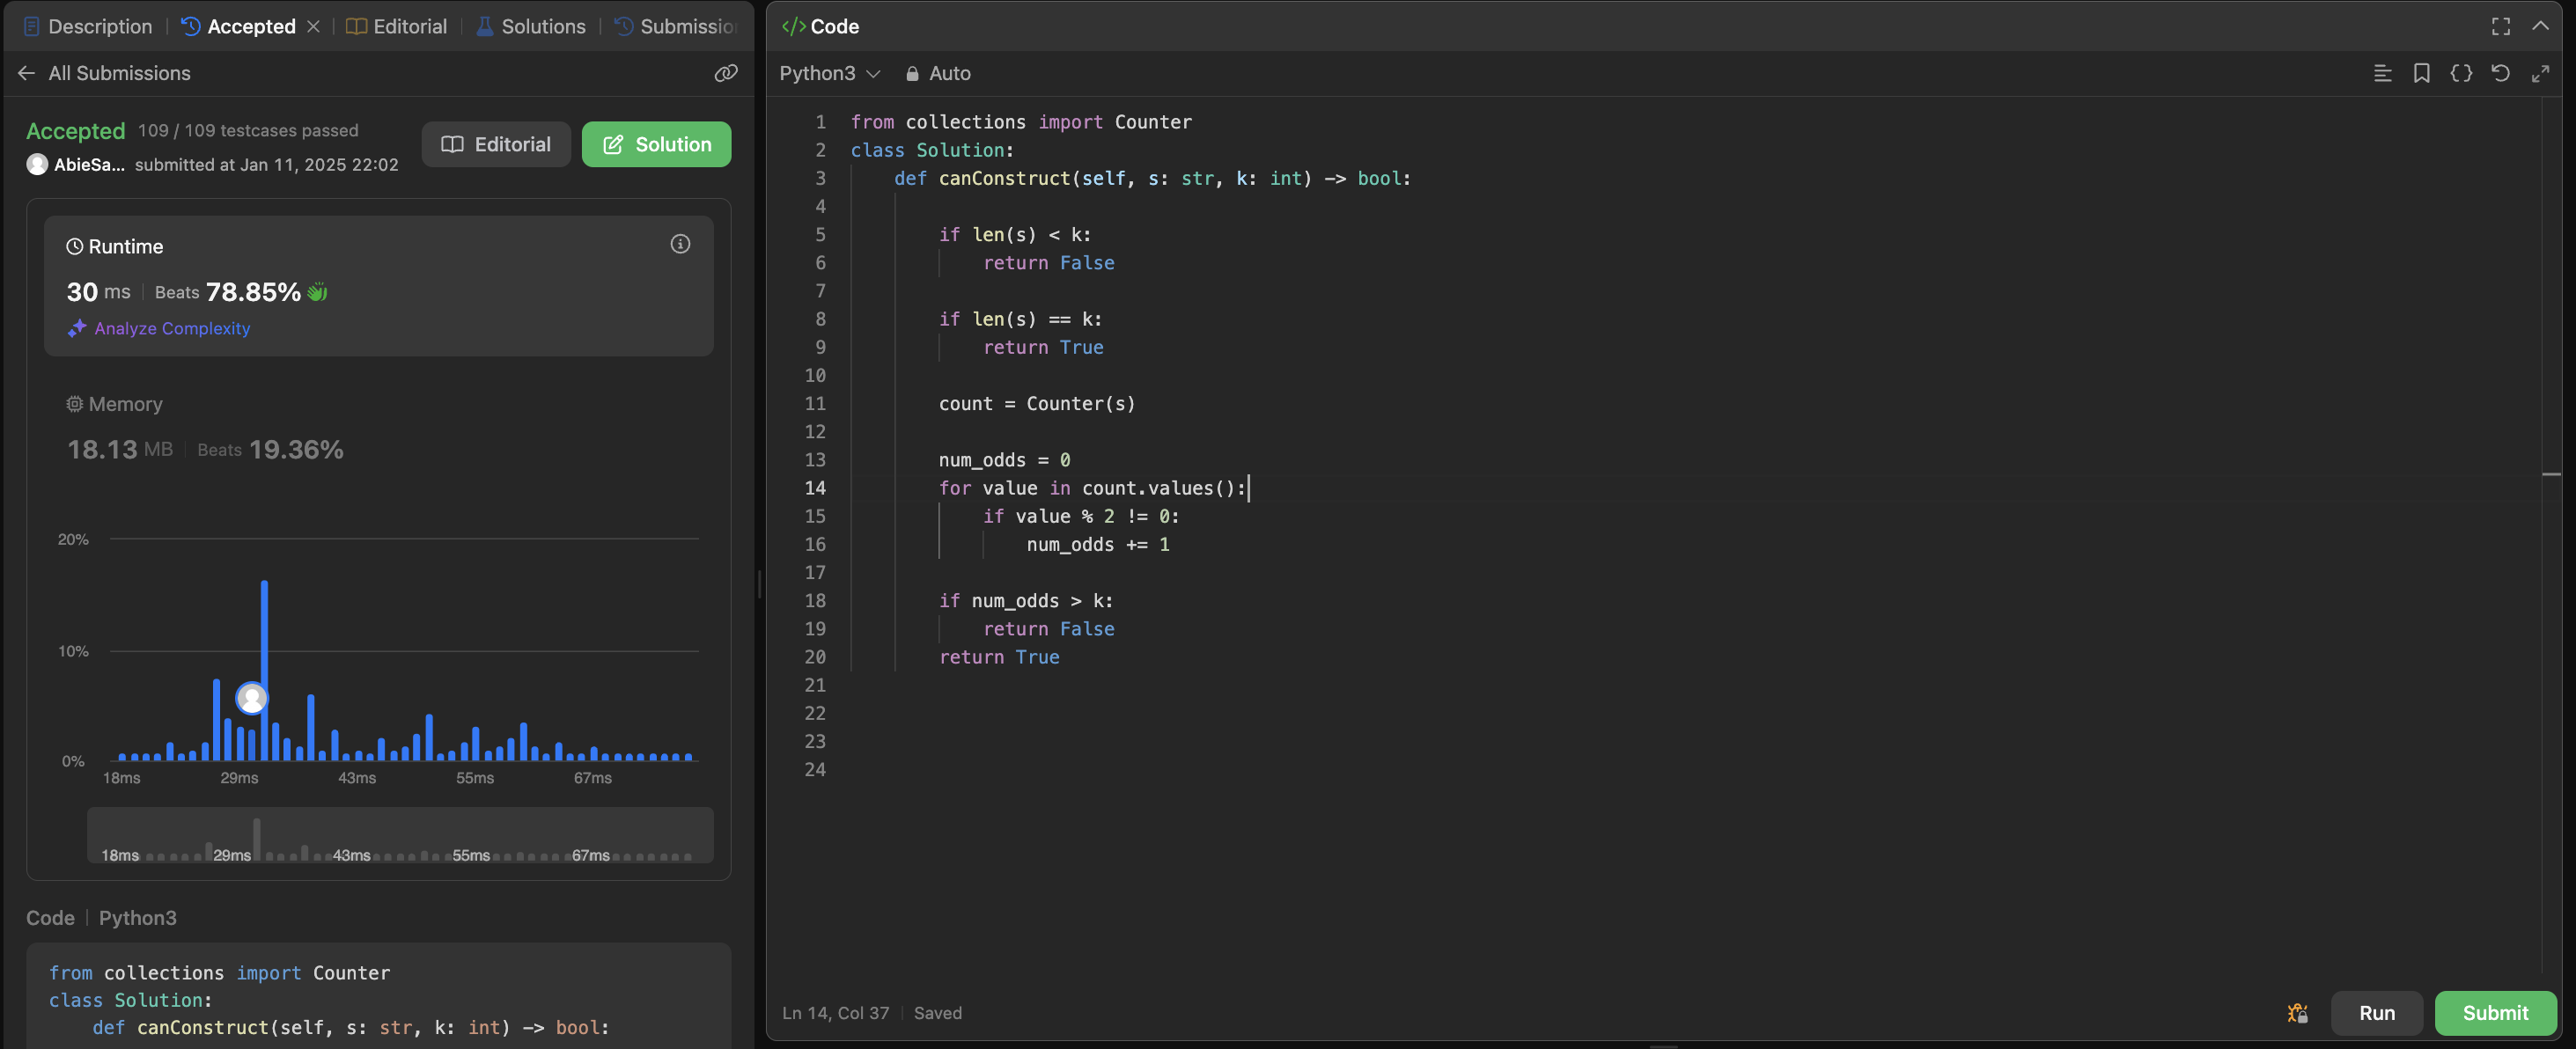 Description
Accepted
Editorial
Solutions
All Submissions
Accepted 109 / 109 testcases passed
AbieSa... submitted at Jan 11, 2025 22:02
Editorial
Solution
Runtime
30 ms Beats 78.85%
Analyze Complexity
Memory
18.13 MB Beats 19.36%
20%
10%
0%
18ms 29ms 43ms 55ms 67ms
18ms 29ms 43ms 55ms 67ms
Code Python3
from collections import Counter
class Solution:
    def canConstruct(self, s: str, k: int) -> bool:
</> Code
Python3 Auto
1 from collections import Counter
2 class Solution:
3     def canConstruct(self, s: str, k: int) -> bool:
4
5         if len(s) < k:
6             return False
7
8         if len(s) == k:
9             return True
10
11         count = Counter(s)
12
13         num_odds = 0
14         for value in count.values():
15             if value % 2 != 0:
16                 num_odds += 1
17
18         if num_odds > k:
19             return False
20         return True
21
22
23
24
Ln 14, Col 37 Saved
Run
Submit